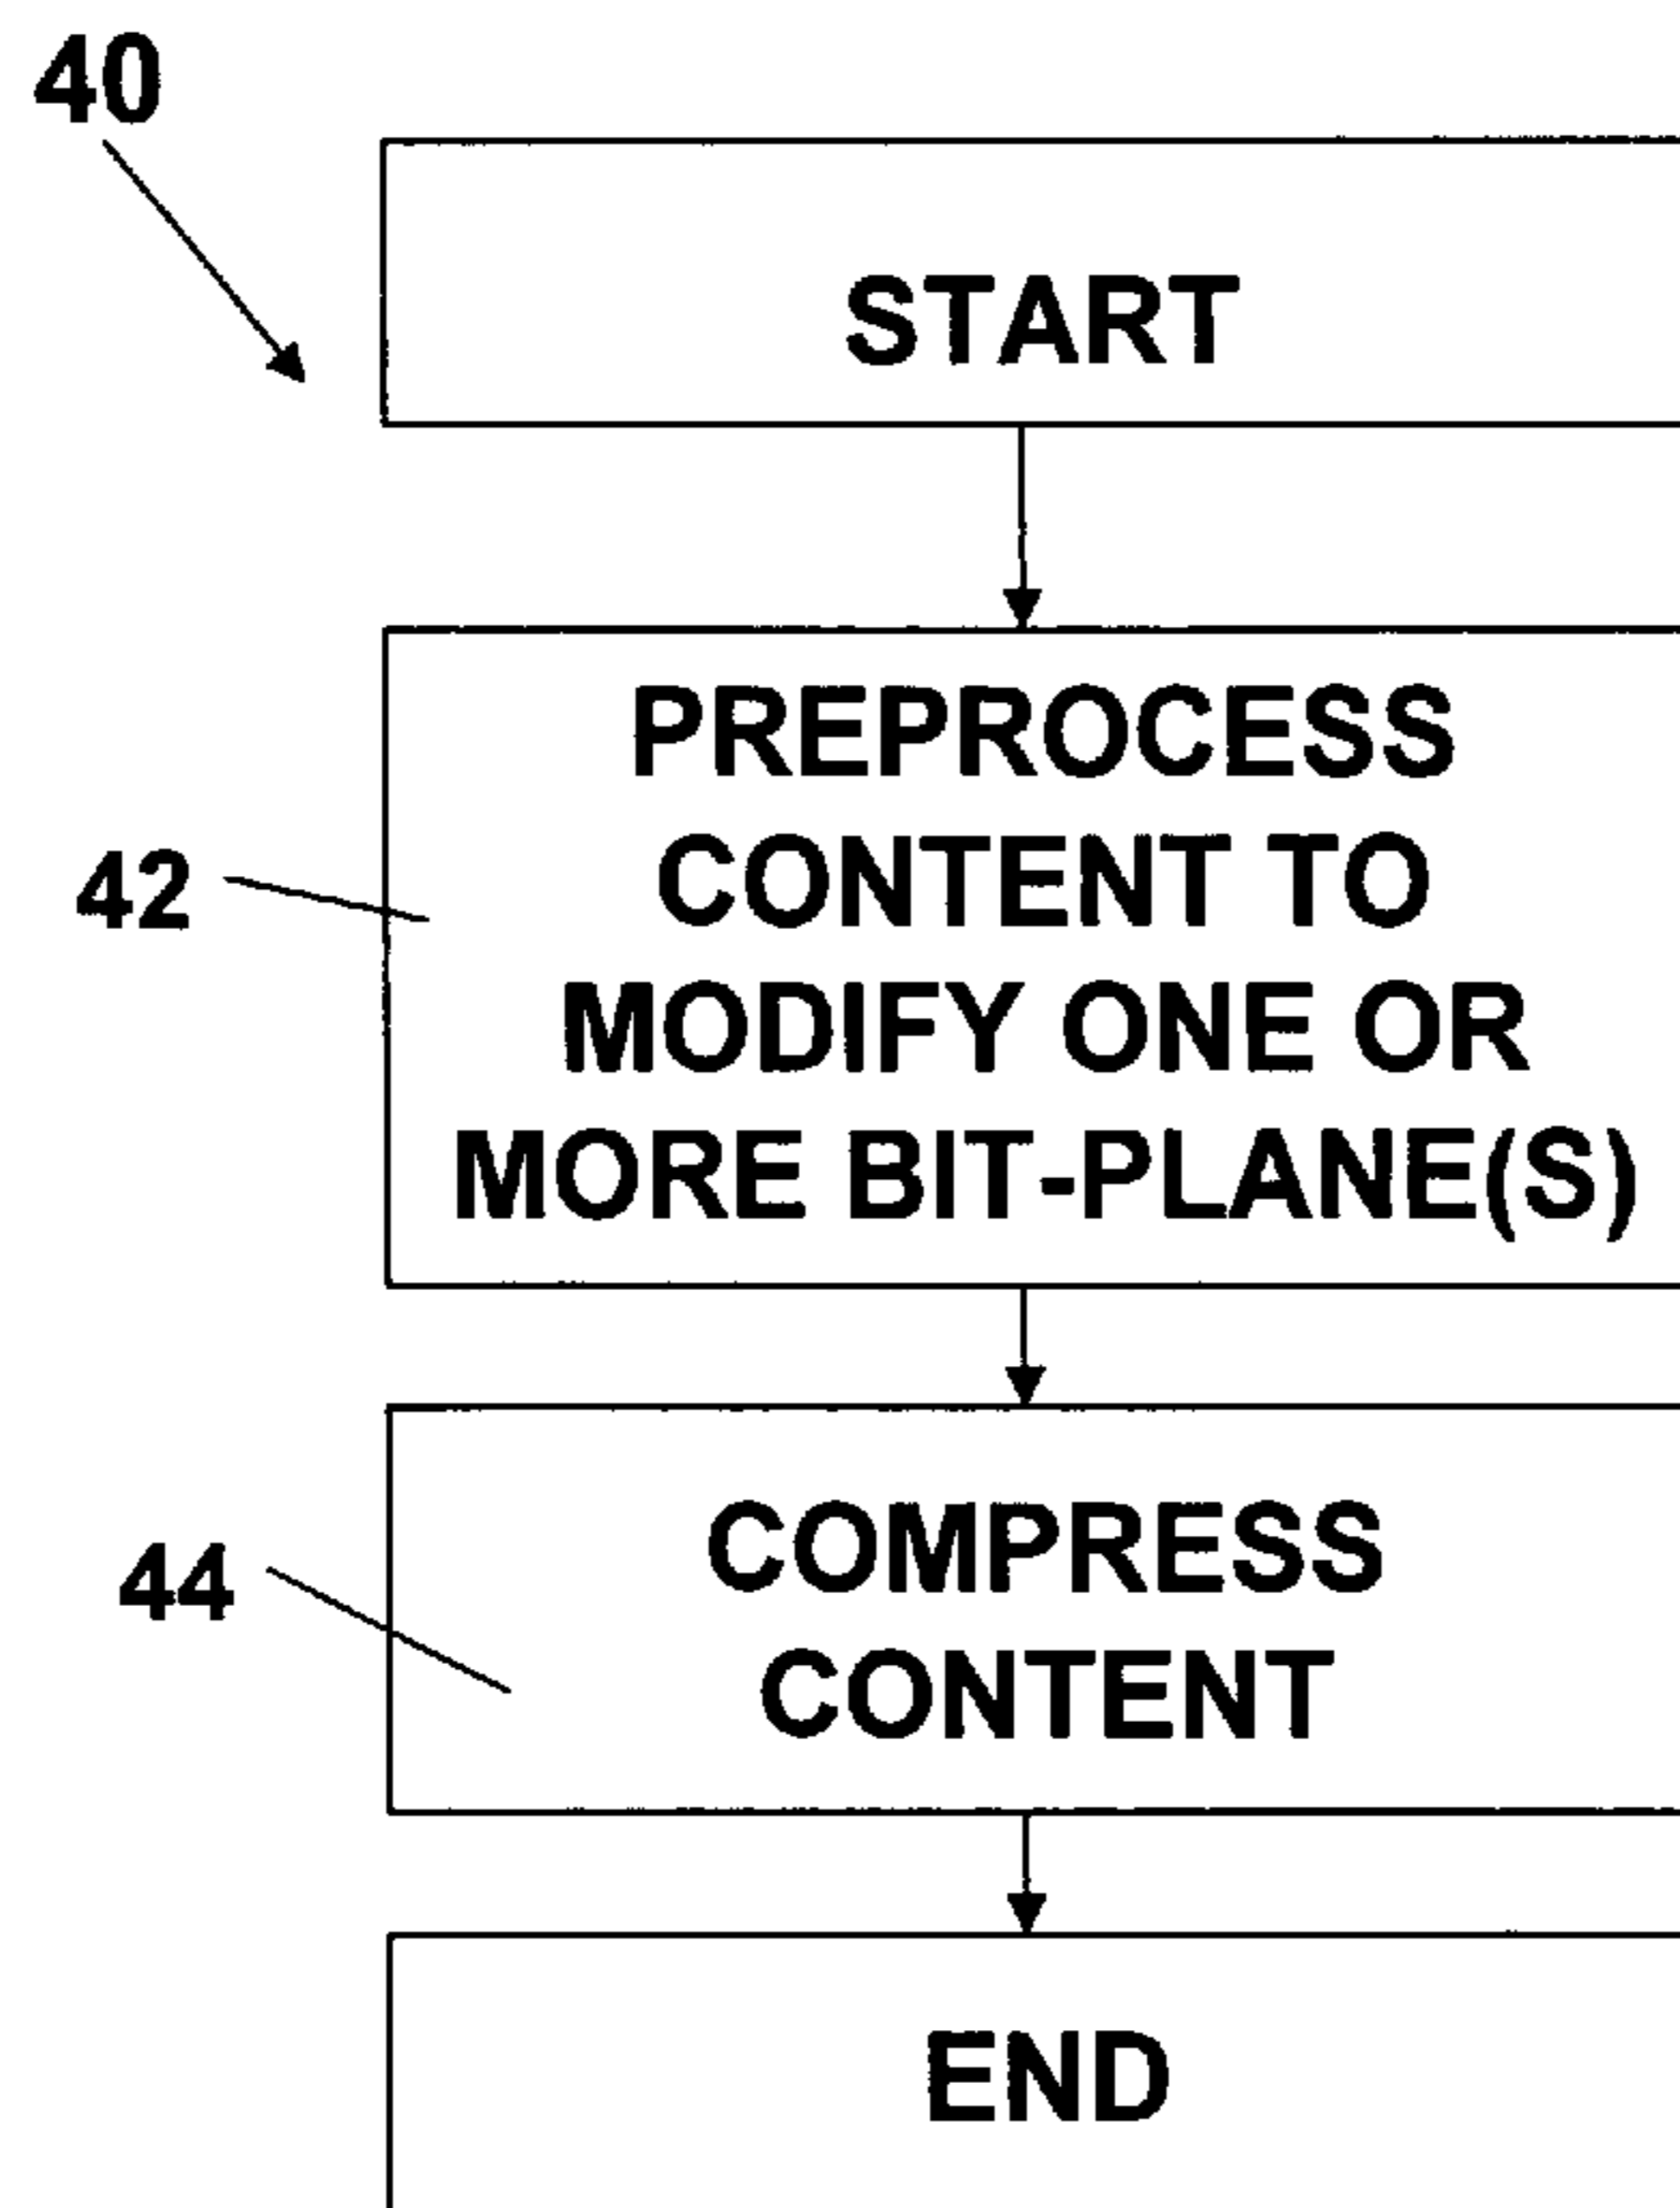 40
START
PREPROCESS
CONTENT TO
42
MODIFY ONE OR
MORE BIT-PLANE(S)
COMPRESS
44
CONTENT
END